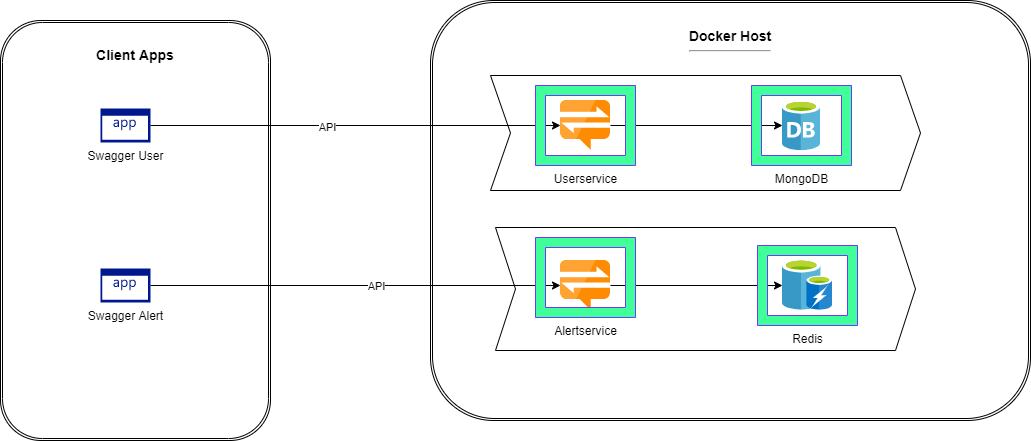 Client Apps
Docker Host
app
Swagger User
API
DB
Userservice
MongoDB
app
Swagger Alert
API
Alertservice
Redis